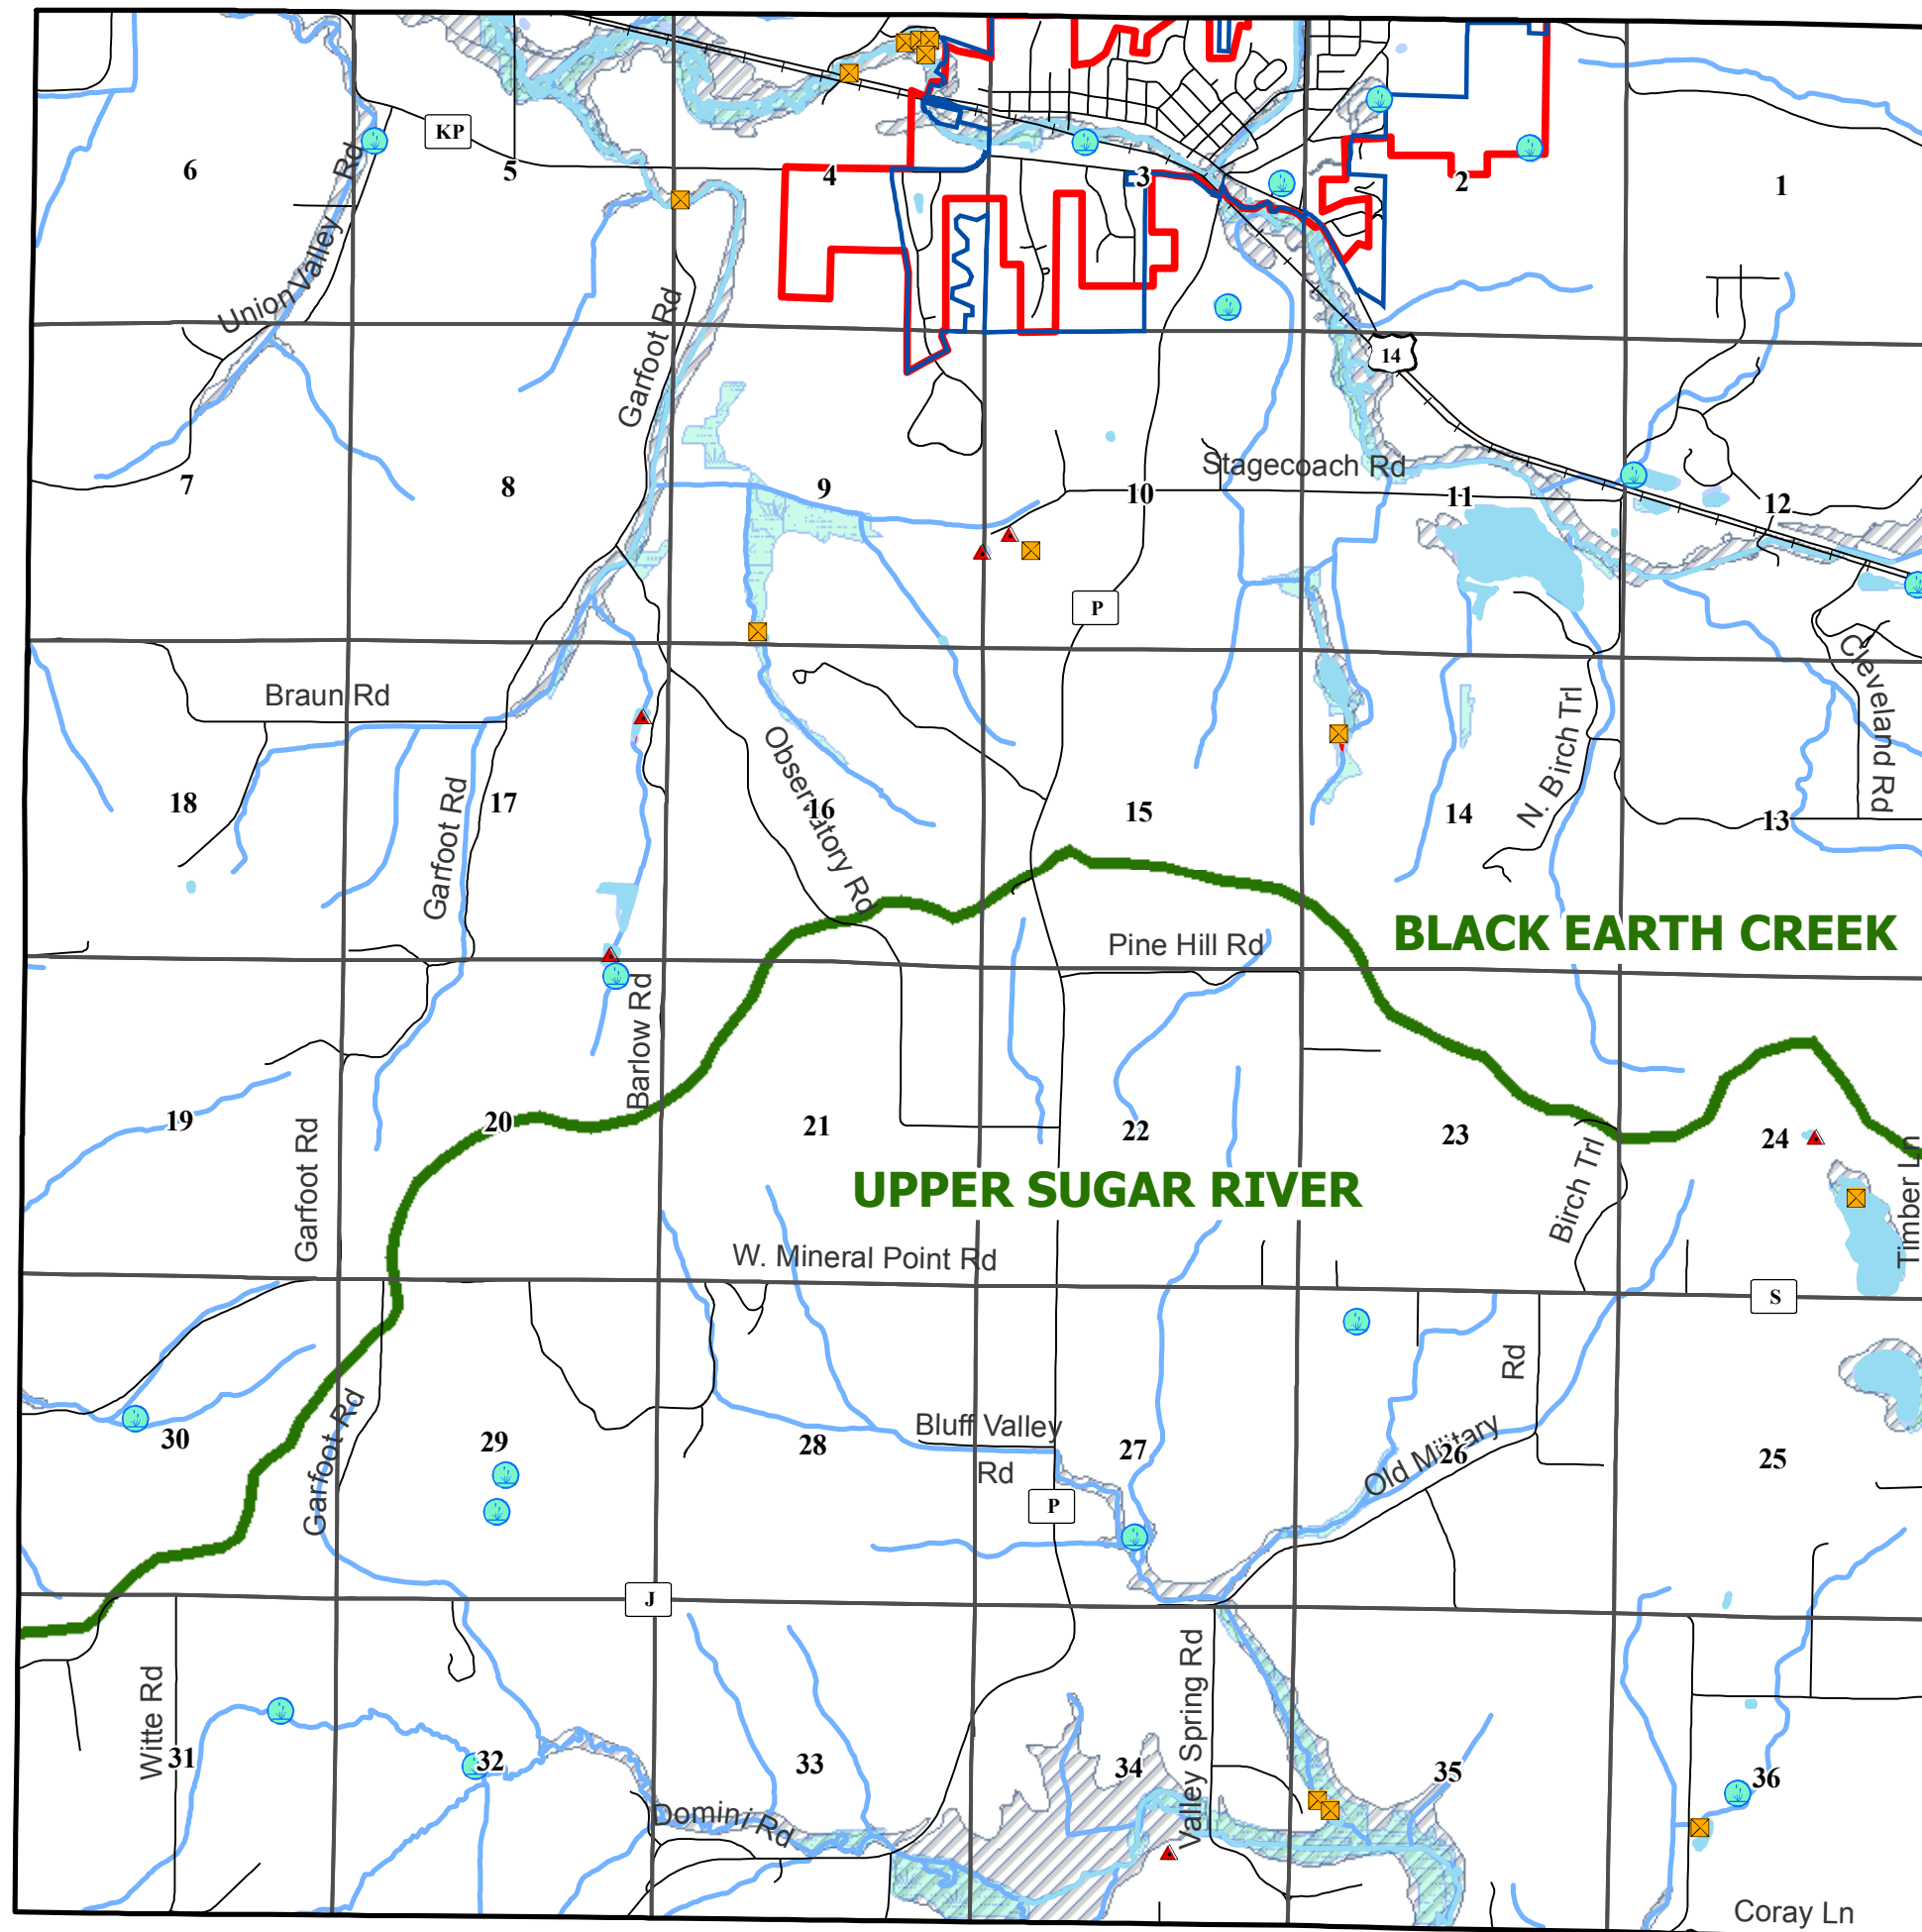 KP
6
5
4
3
2
1
Union Valley Rd
Garfoot Rd
14
Stagecoach Rd
7
8
9
10
11
12
P
Braun Rd
Observatory Rd
N. Birch Trl
Cleveland Rd
18
17
16
15
14
13
Garfoot Rd
BLACK EARTH CREEK
Pine Hill Rd
Barlow Rd
19
20
21
22
23
24
Garfoot Rd
Birch Trl
Timber Ln
UPPER SUGAR RIVER
W. Mineral Point Rd
S
Rd
Bluff Valley
Rd
Old Military
30
29
28
27
26
25
Garfoot Rd
P
J
Witte Rd
Valley Spring Rd
31
32
33
34
35
36
Domini Rd
Coray Ln